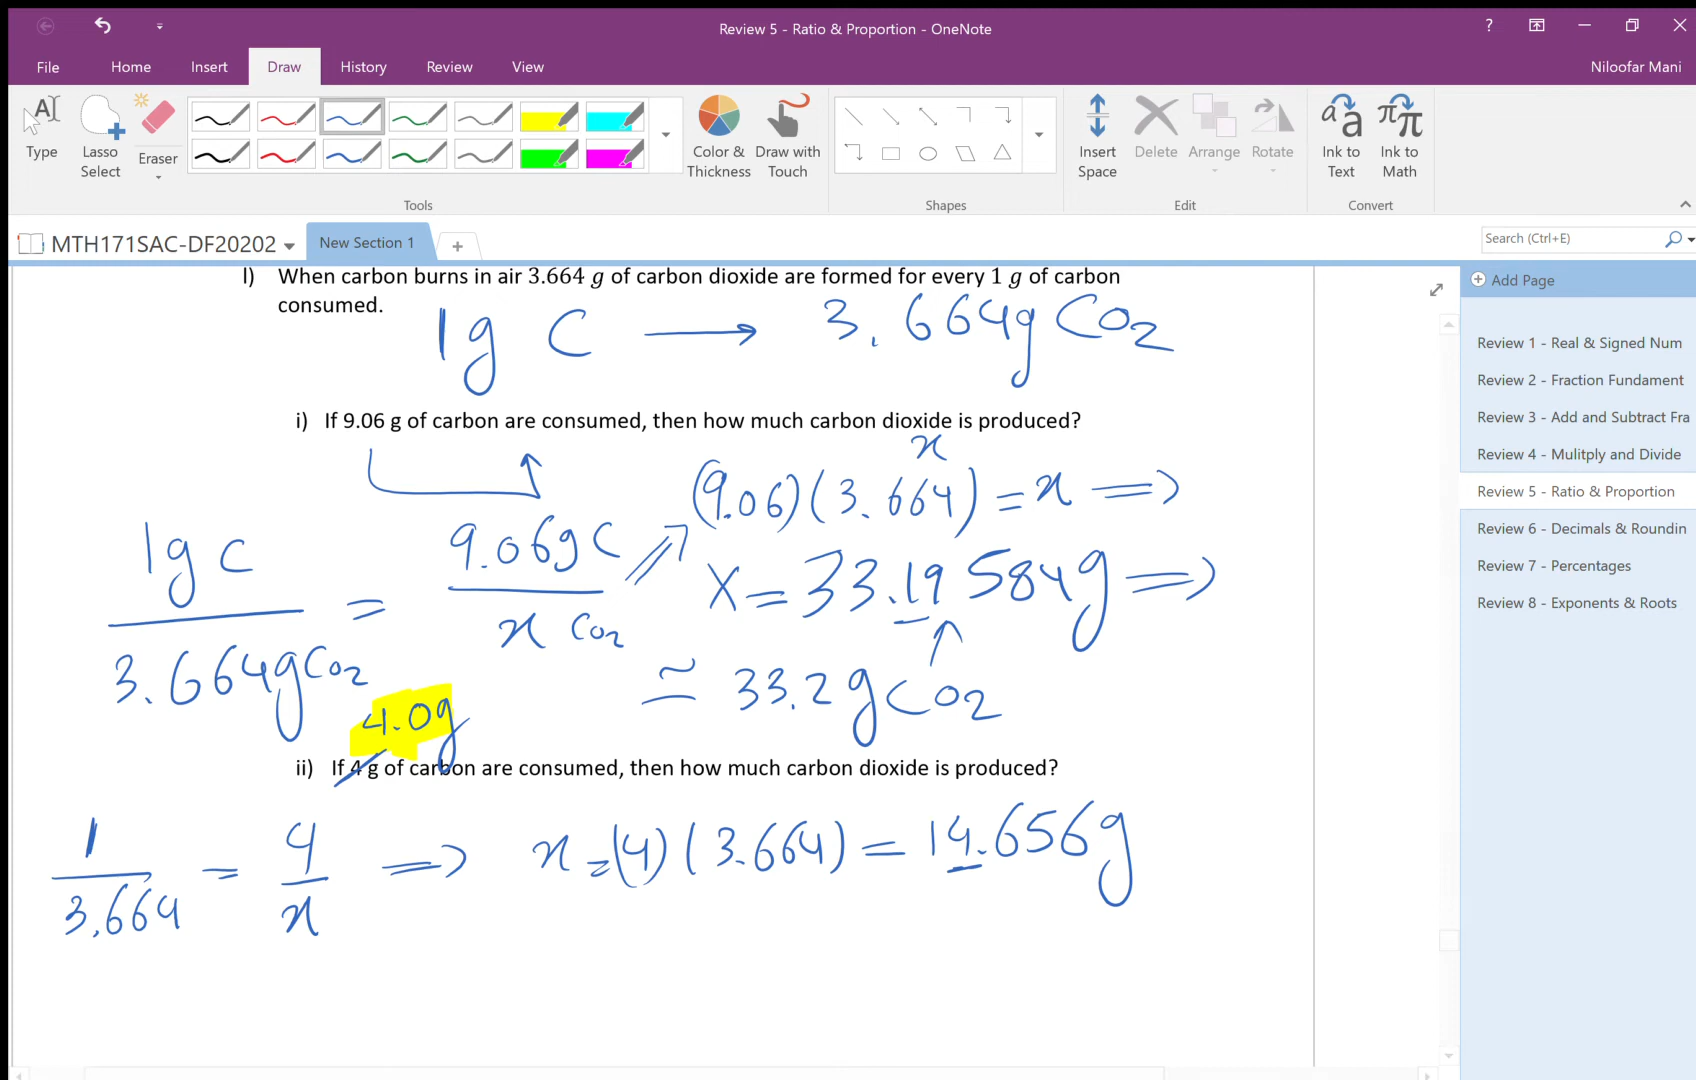 Review 5 - Ratio & Proportion - OneNote
?
File
Home
Insert
Draw
History
Review
View
Niloofar Mani
Type
Lasso Select
Eraser
Color & Thickness
Draw with Touch
Insert Space
Delete
Arrange
Rotate
Ink to Text
Ink to Math
Tools
Shapes
Edit
Convert
MTH171SAC-DF20202
New Section 1
+
Search (Ctrl+E)
Add Page
Review 1 - Real & Signed Num
Review 2 - Fraction Fundament
Review 3 - Add and Subtract Fra
Review 4 - Mulitply and Divide
Review 5 - Ratio & Proportion
Review 6 - Decimals & Roundin
Review 7 - Percentages
Review 8 - Exponents & Roots
l) When carbon burns in air 3.664 g of carbon dioxide are formed for every 1 g of carbon
consumed.
1g C → 3.664g CO2
i) If 9.06 g of carbon are consumed, then how much carbon dioxide is produced?
x
(9.06)(3.664) = x ⇒
1g C / 3.664g CO2 = 9.06g C / x CO2
X = 33.19584g ⇒
≅ 33.2g CO2
4.0g
ii) If 4 g of carbon are consumed, then how much carbon dioxide is produced?
1 / 3.664 = 4 / x ⇒ x = (4)(3.664) = 14.656g